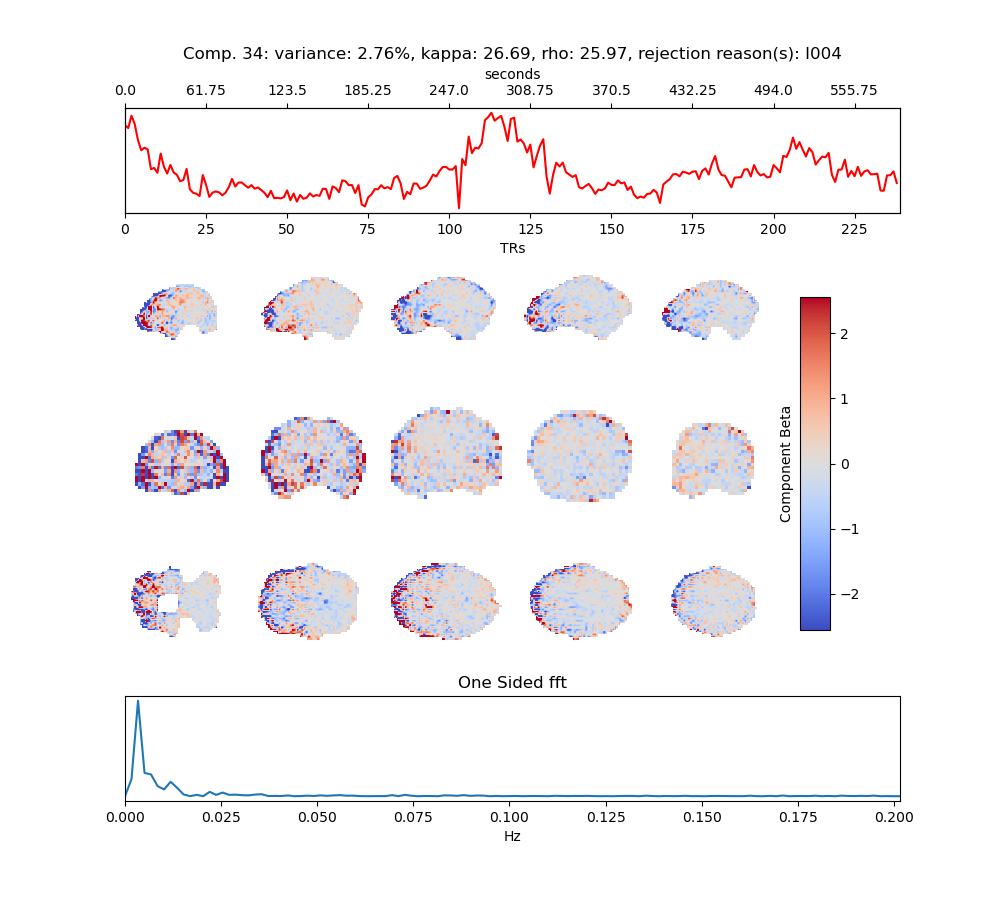 Comp. 34: variance: 2.76%, kappa: 26.69, rho: 25.97, rejection reason(s): I004
seconds
0.0 61.75 123.5 185.25 247.0 308.75 370.5 432.25 494.0 555.75
0 25 50 75 100 125 150 175 200 225
TRs
2
1
0
−1
−2
Component Beta
One Sided fft
0.000 0.025 0.050 0.075 0.100 0.125 0.150 0.175 0.200
Hz